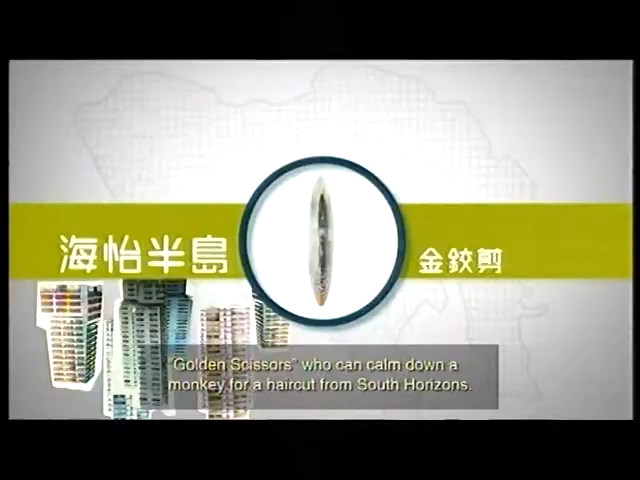 海怡半島
金鉸剪
"Golden Scissors" who can calm down a
monkey for a haircut from South Horizons.